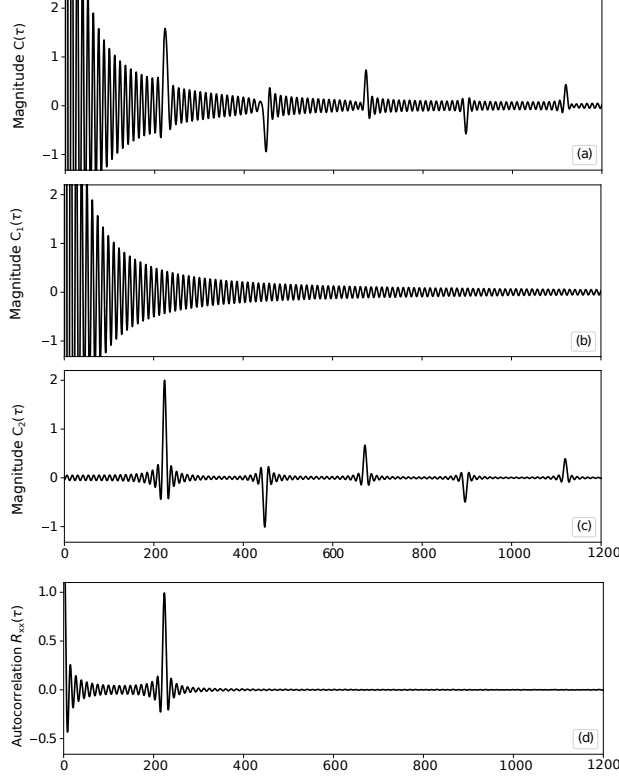 2
1
0
−1
Magnitude C(τ)
(a)
2
1
0
−1
Magnitude C₁(τ)
(b)
2
1
0
−1
Magnitude C₂(τ)
(c)
0 200 400 600 800 1000 1200
1.0
0.5
0.0
−0.5
Autocorrelation Rₓₓ(τ)
(d)
0 200 400 600 800 1000 1200